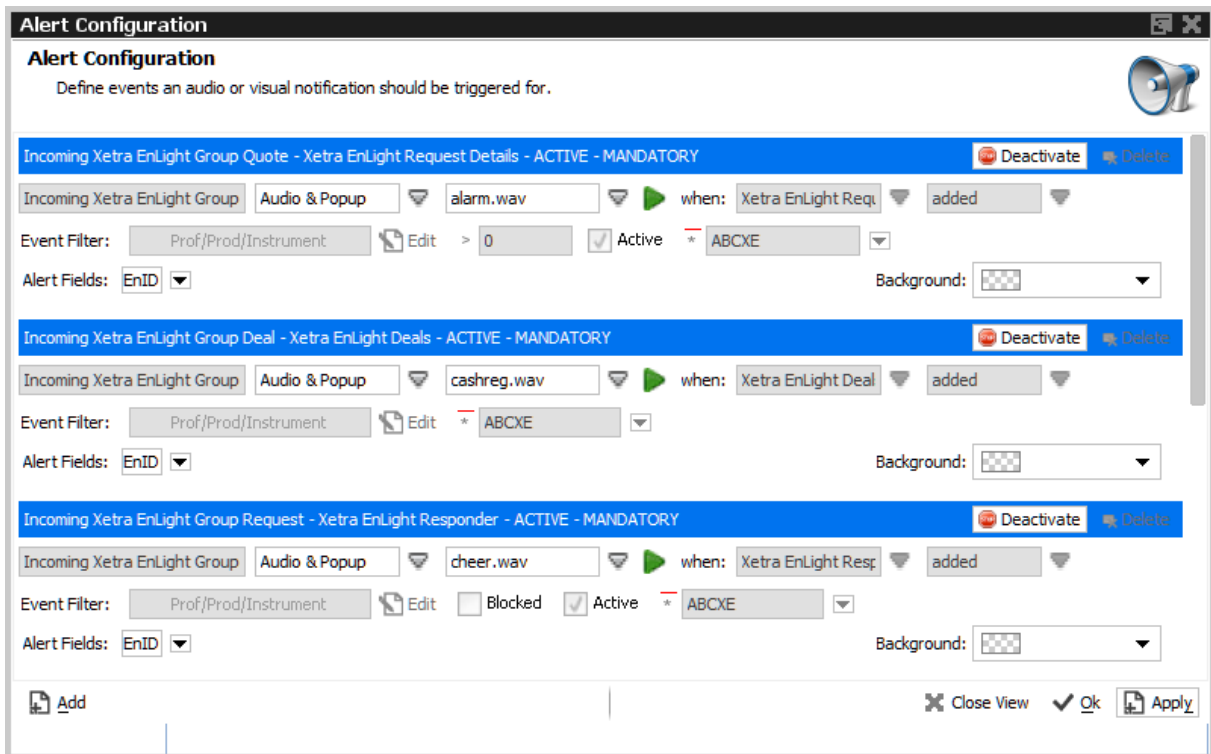 Alert Configuration
Alert Configuration
Define events an audio or visual notification should be triggered for.
Incoming Xetra EnLight Group Quote - Xetra EnLight Request Details - ACTIVE - MANDATORY Deactivate Delete
Incoming Xetra EnLight Group Audio & Popup alarm.wav when: Xetra EnLight Requ added
Event Filter: Prof/Prod/Instrument Edit > 0 Active * ABCXE
Alert Fields: EnID Background:
Incoming Xetra EnLight Group Deal - Xetra EnLight Deals - ACTIVE - MANDATORY Deactivate Delete
Incoming Xetra EnLight Group Audio & Popup cashreg.wav when: Xetra EnLight Deal added
Event Filter: Prof/Prod/Instrument Edit * ABCXE
Alert Fields: EnID Background:
Incoming Xetra EnLight Group Request - Xetra EnLight Responder - ACTIVE - MANDATORY Deactivate Delete
Incoming Xetra EnLight Group Audio & Popup cheer.wav when: Xetra EnLight Resp added
Event Filter: Prof/Prod/Instrument Edit Blocked Active * ABCXE
Alert Fields: EnID Background:
Add Close View Ok Apply